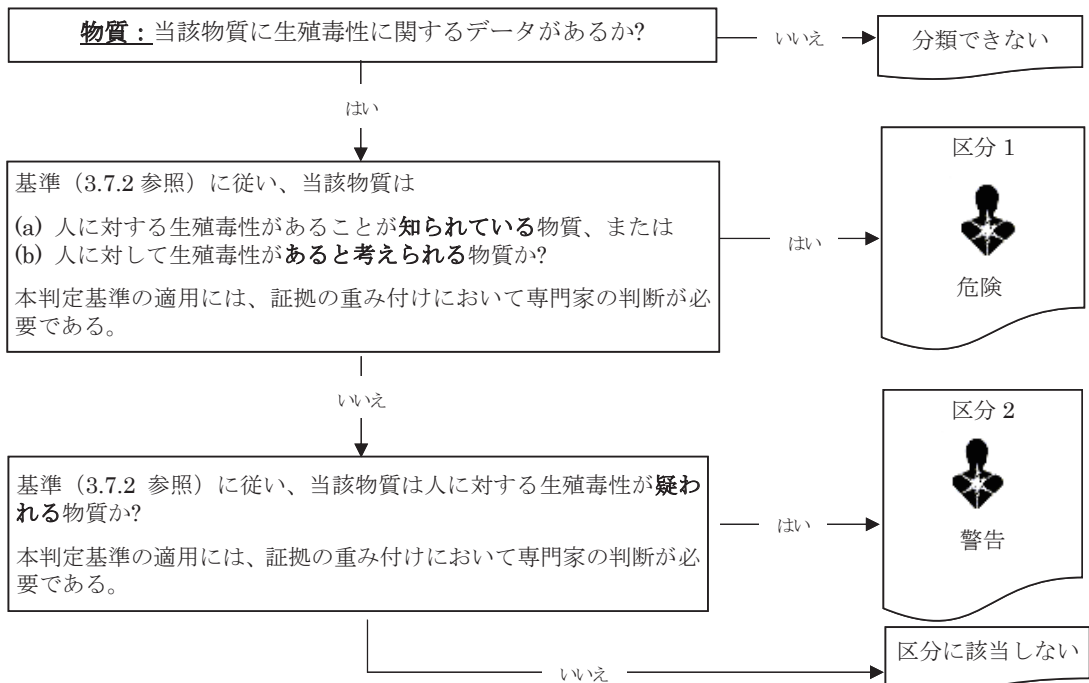 物質：当該物質に生殖毒性に関するデータがあるか?
いいえ
分類できない
はい
基準（3.7.2 参照）に従い、当該物質は
(a) 人に対する生殖毒性があることが知られている物質、または
(b) 人に対して生殖毒性があると考えられる物質か?
本判定基準の適用には、証拠の重み付けにおいて専門家の判断が必
要である。
はい
区分 1
危険
いいえ
基準（3.7.2 参照）に従い、当該物質は人に対する生殖毒性が疑わ
れる物質か?
本判定基準の適用には、証拠の重み付けにおいて専門家の判断が必
要である。
はい
区分 2
警告
いいえ
区分に該当しない